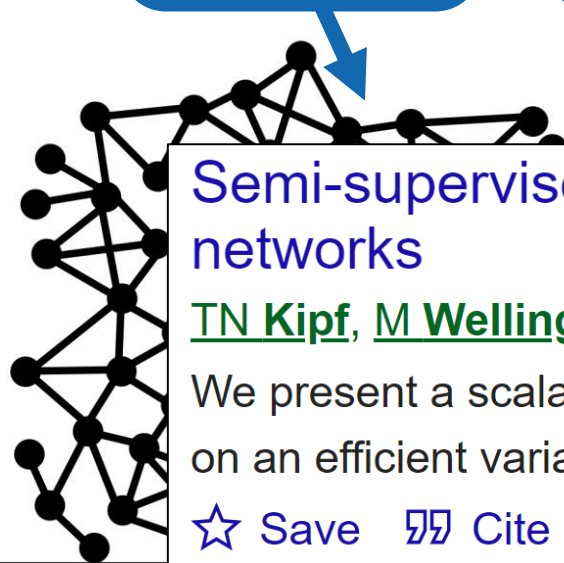 Semi-supervise
networks
TN Kipf, M Welling
We present a scala
on an efficient varia
Save Cite